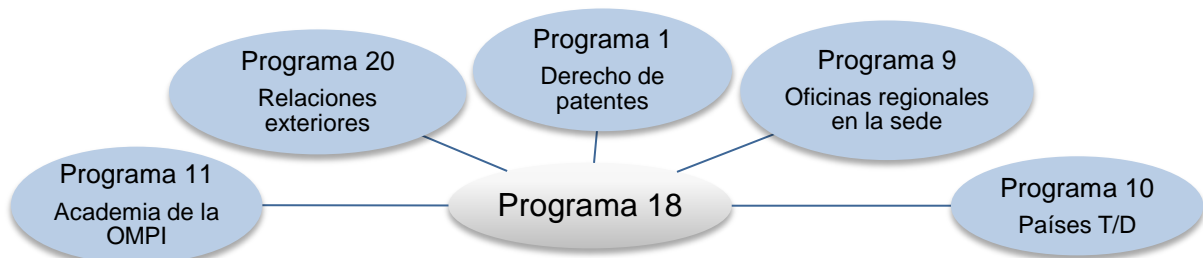 Programa 1
Derecho de
patentes
Programa 20
Relaciones
exteriores
Programa 9
Oficinas regionales
en la sede
Programa 11
Academia de la
OMPI
Programa 18
Programa 10
Países T/D